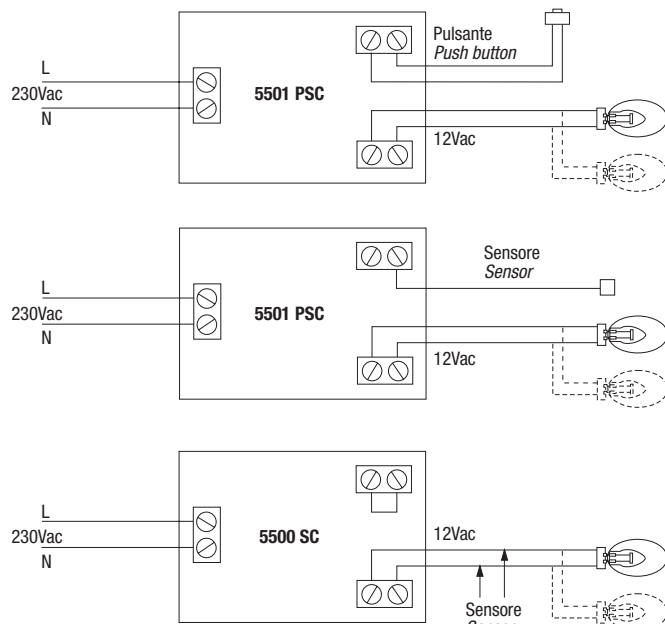 Pulsante
Push button
L
230Vac
N
5501 PSC
12Vac
Sensore
Sensor
L
230Vac
N
5501 PSC
12Vac
L
230Vac
N
5500 SC
12Vac
Sensore